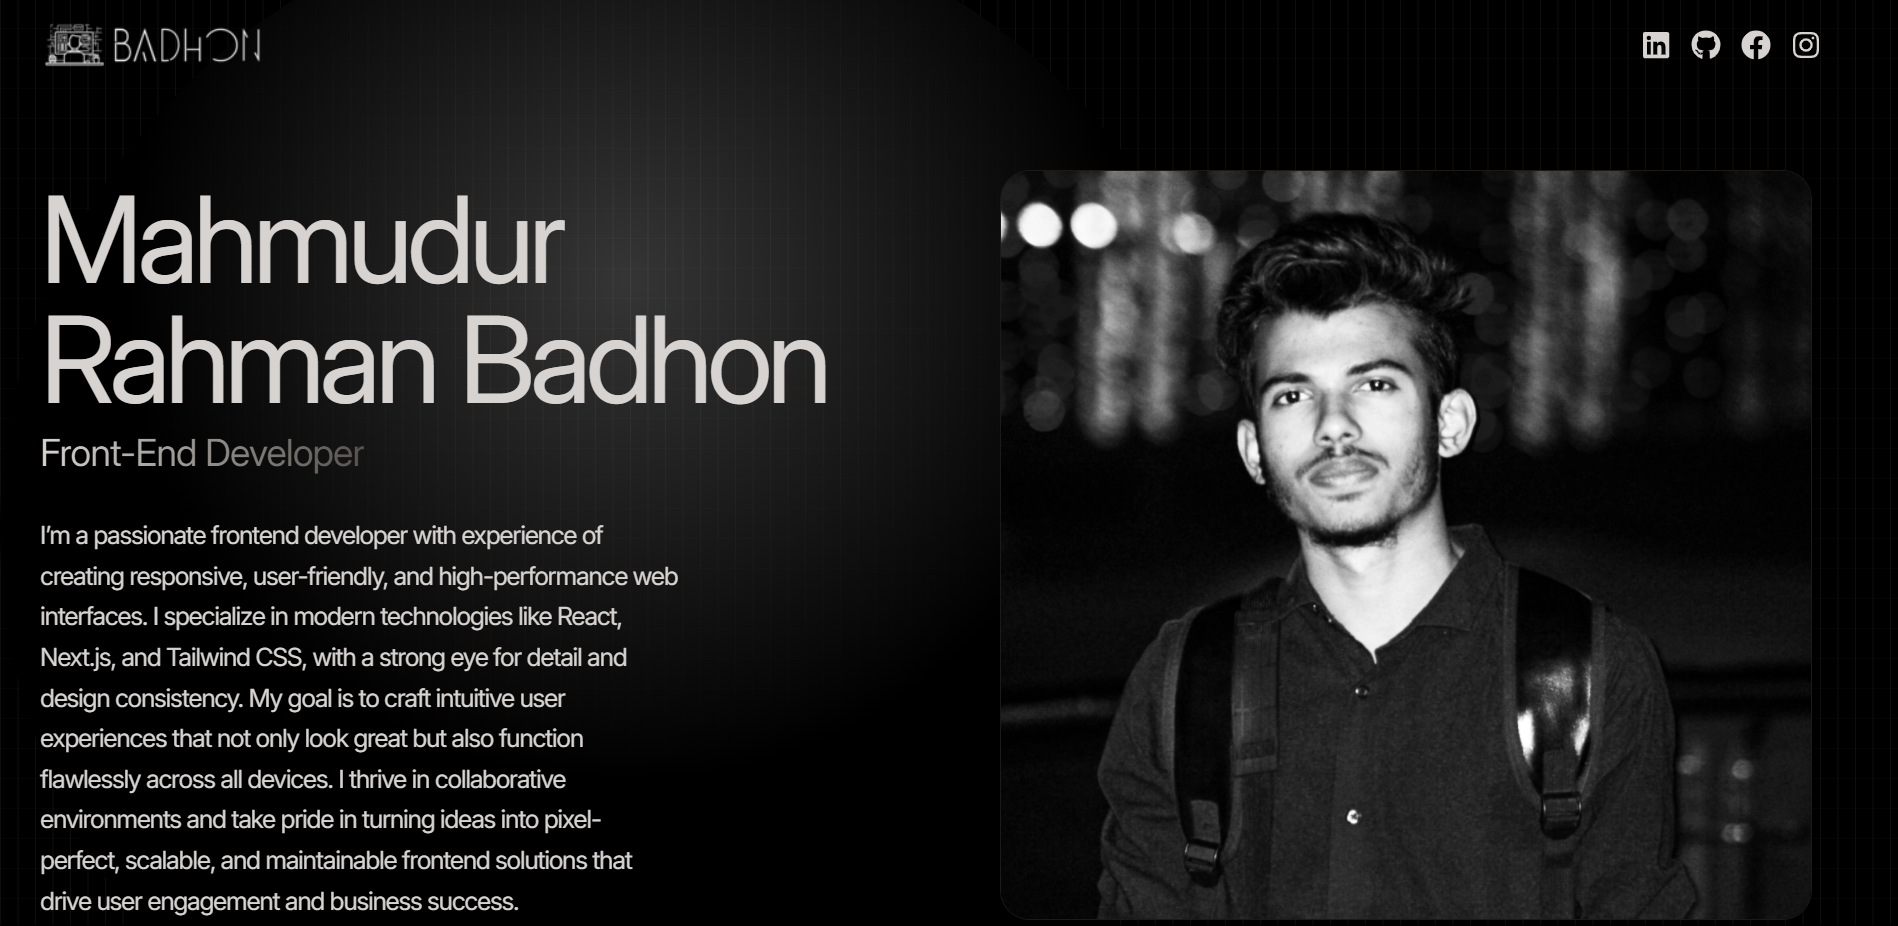 BADHON
Mahmudur
Rahman Badhon
Front-End Developer
I'm a passionate frontend developer with experience of
creating responsive, user-friendly, and high-performance web
interfaces. I specialize in modern technologies like React,
Next.js, and Tailwind CSS, with a strong eye for detail and
design consistency. My goal is to craft intuitive user
experiences that not only look great but also function
flawlessly across all devices. I thrive in collaborative
environments and take pride in turning ideas into pixel-
perfect, scalable, and maintainable frontend solutions that
drive user engagement and business success.